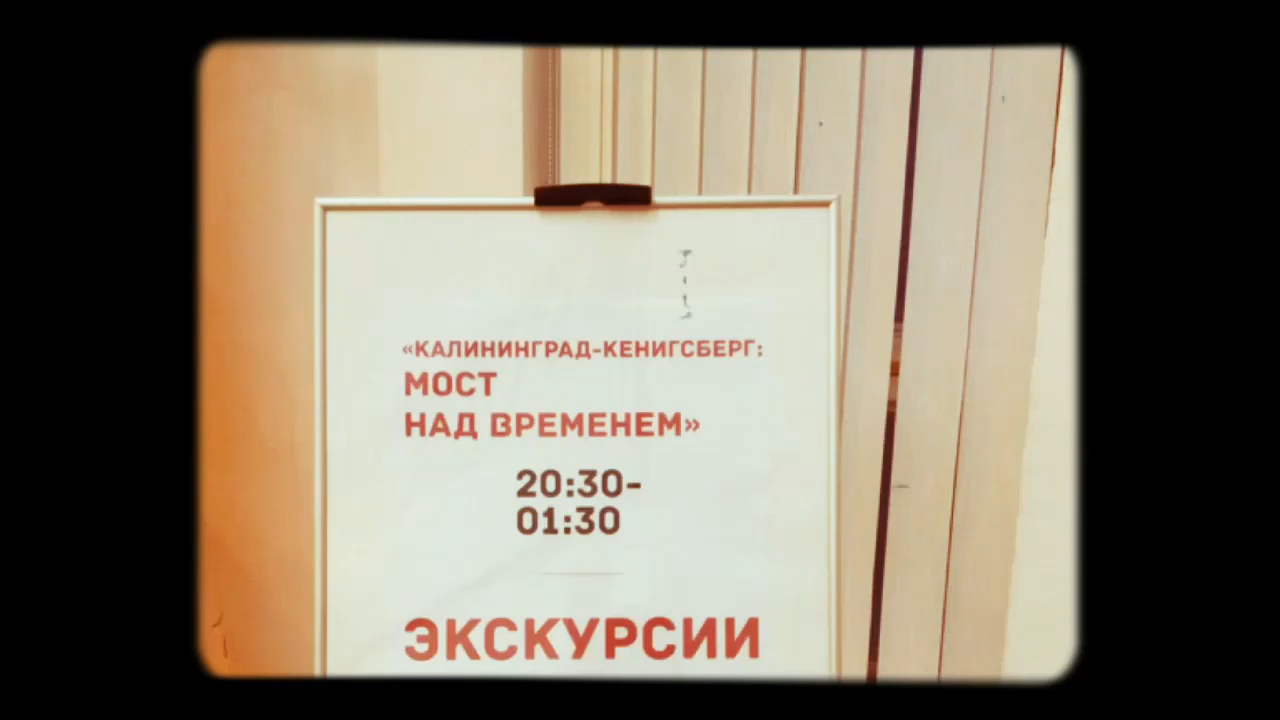 «КАЛИНИНГРАД-КЕНИГСБЕРГ:
МОСТ
НАД ВРЕМЕНЕМ»
20:30-
01:30
ЭКСКУРСИИ